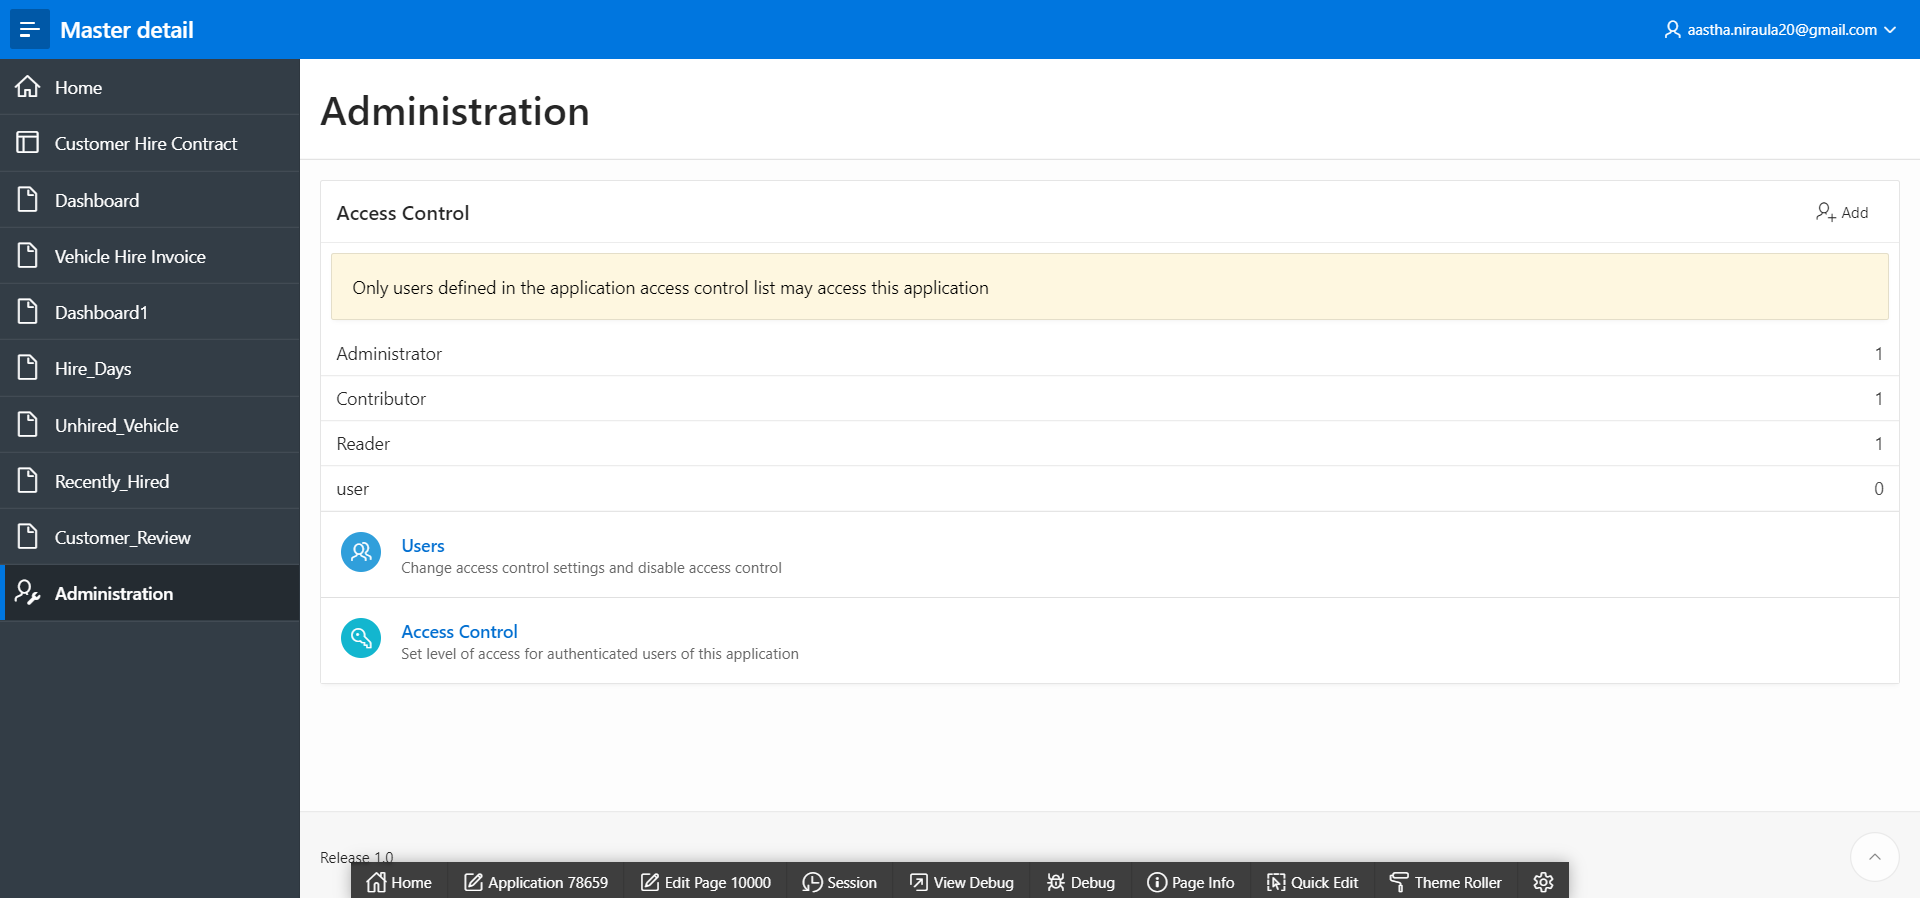 Master detail
aastha.niraula20@gmail.com
Home
Customer Hire Contract
Dashboard
Vehicle Hire Invoice
Dashboard1
Hire_Days
Unhired_Vehicle
Recently_Hired
Customer_Review
Administration
Administration
Access Control
Add
Only users defined in the application access control list may access this application
Administrator 1
Contributor 1
Reader 1
user 0
Users
Change access control settings and disable access control
Access Control
Set level of access for authenticated users of this application
Release 1.0
Home Application 78659 Edit Page 10000 Session View Debug Debug Page Info Quick Edit Theme Roller